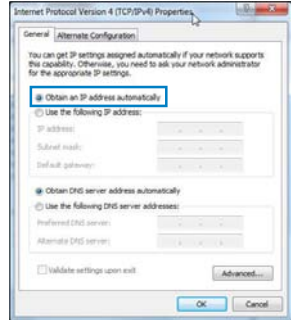 Internet Protocol Version 4 (TCP/IPv4) Properties
General
Alternate Configuration
You can get IP settings assigned automatically if your network supports
this capability. Otherwise, you need to ask your network administrator
for the appropriate IP settings.
Obtain an IP address automatically
Use the following IP address:
IP address:
Subnet mask:
Default gateway:
Obtain DNS server address automatically
Use the following DNS server addresses:
Preferred DNS server:
Alternate DNS server:
Validate settings upon exit
Advanced...
OK
Cancel